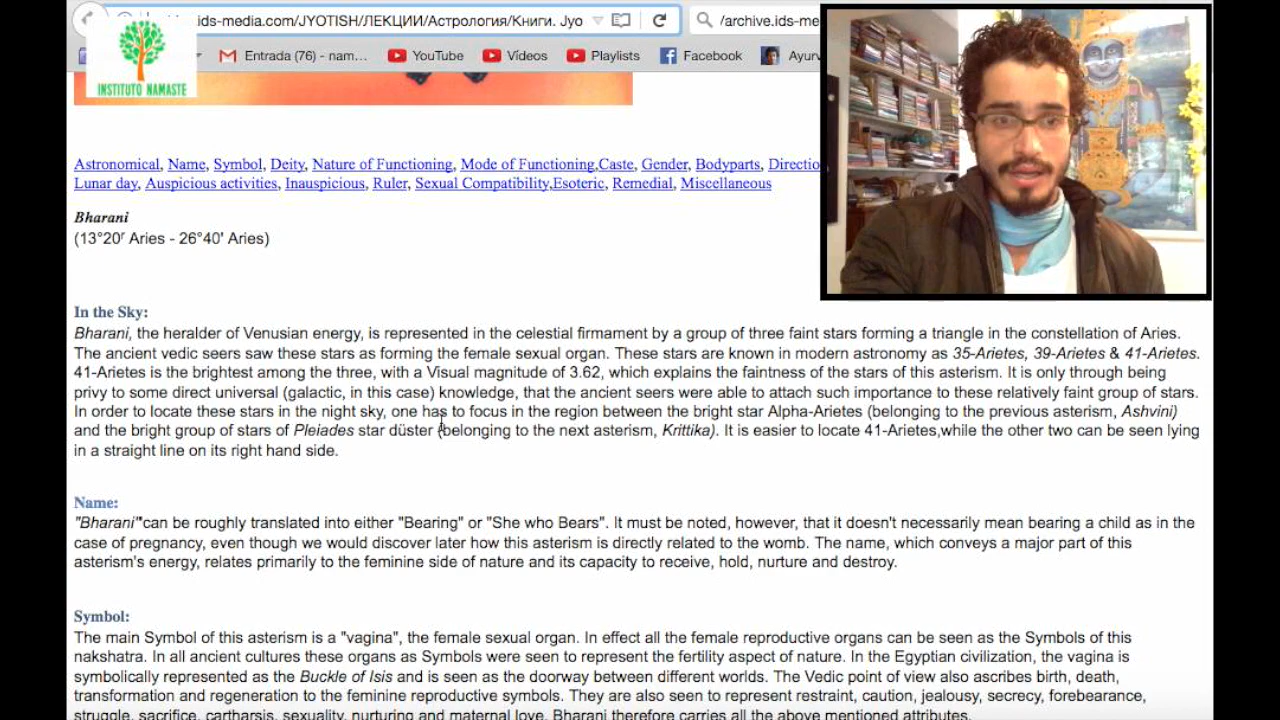 ids-media.com/JYOTISH/ЛЕКЦИИ/Астрология/Книги. Jyo
/archive.ids-me
INSTITUTO NAMASTE
Entrada (76) - nam…
YouTube
Vídeos
Playlists
Facebook
Ayurv
Astronomical, Name, Symbol, Deity, Nature of Functioning, Mode of Functioning,Caste, Gender, Bodyparts, Directio
Lunar day, Auspicious activities, Inauspicious, Ruler, Sexual Compatibility,Esoteric, Remedial, Miscellaneous
Bharani
(13°20' Aries - 26°40' Aries)
In the Sky:
Bharani, the heralder of Venusian energy, is represented in the celestial firmament by a group of three faint stars forming a triangle in the constellation of Aries.
The ancient vedic seers saw these stars as forming the female sexual organ. These stars are known in modern astronomy as 35-Arietes, 39-Arietes & 41-Arietes.
41-Arietes is the brightest among the three, with a Visual magnitude of 3.62, which explains the faintness of the stars of this asterism. It is only through being
privy to some direct universal (galactic, in this case) knowledge, that the ancient seers were able to attach such importance to these relatively faint group of stars.
In order to locate these stars in the night sky, one has to focus in the region between the bright star Alpha-Arietes (belonging to the previous asterism, Ashvini)
and the bright group of stars of Pleiades star düster (belonging to the next asterism, Krittika). It is easier to locate 41-Arietes,while the other two can be seen lying
in a straight line on its right hand side.
Name:
"Bharani"can be roughly translated into either "Bearing" or "She who Bears". It must be noted, however, that it doesn't necessarily mean bearing a child as in the
case of pregnancy, even though we would discover later how this asterism is directly related to the womb. The name, which conveys a major part of this
asterism's energy, relates primarily to the feminine side of nature and its capacity to receive, hold, nurture and destroy.
Symbol:
The main Symbol of this asterism is a "vagina", the female sexual organ. In effect all the female reproductive organs can be seen as the Symbols of this
nakshatra. In all ancient cultures these organs as Symbols were seen to represent the fertility aspect of nature. In the Egyptian civilization, the vagina is
symbolically represented as the Buckle of Isis and is seen as the doorway between different worlds. The Vedic point of view also ascribes birth, death,
transformation and regeneration to the feminine reproductive symbols. They are also seen to represent restraint, caution, jealousy, secrecy, forebearance,
struggle, sacrifice, cartharsis, sexuality, nurturing and maternal love. Bharani therefore carries all the above mentioned attributes.